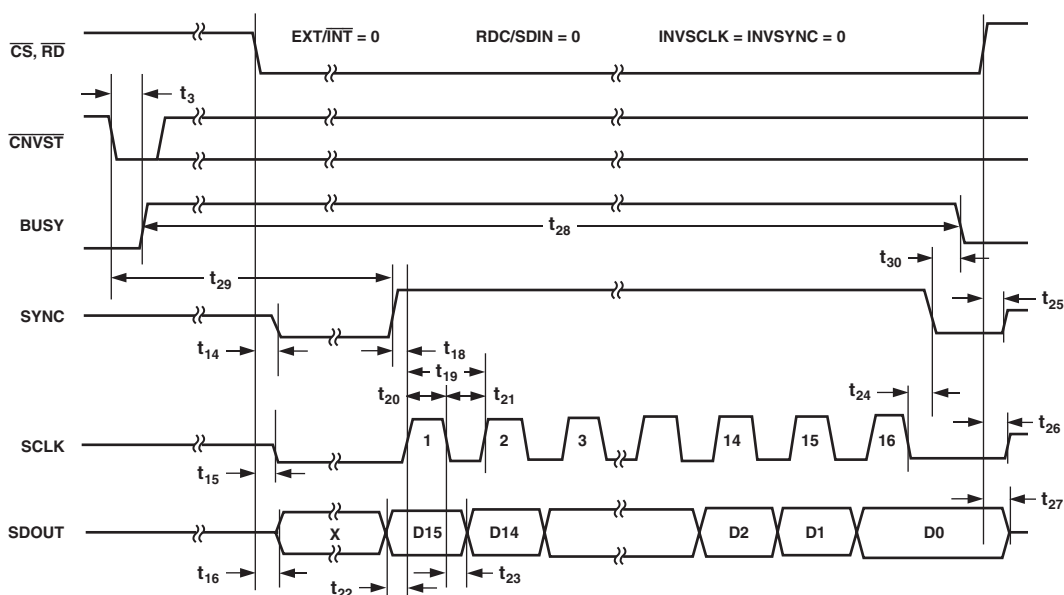 EXT/INT = 0 RDC/SDIN = 0 INVSCLK = INVSYNC = 0
CS, RD
t3
CNVST
BUSY
t28
t30
t29
t25
SYNC
t14
t18
t19
t20
t21
t24
t26
SCLK
1 2 3 14 15 16
t15
t27
SDOUT
X D15 D14 D2 D1 D0
t16
t22
t23